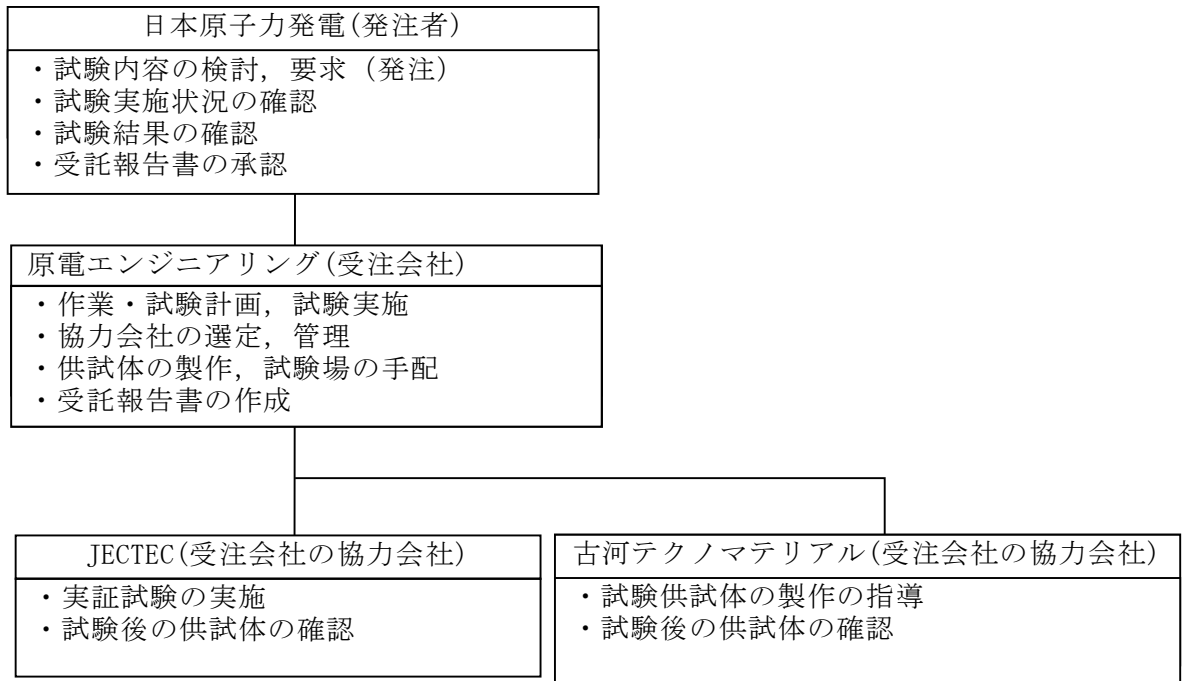 日本原子力発電(発注者)
・試験内容の検討，要求（発注）
・試験実施状況の確認
・試験結果の確認
・受託報告書の承認
原電エンジニアリング(受注会社)
・作業・試験計画，試験実施
・協力会社の選定，管理
・供試体の製作，試験場の手配
・受託報告書の作成
JECTEC(受注会社の協力会社)
・実証試験の実施
・試験後の供試体の確認
古河テクノマテリアル(受注会社の協力会社)
・試験供試体の製作の指導
・試験後の供試体の確認